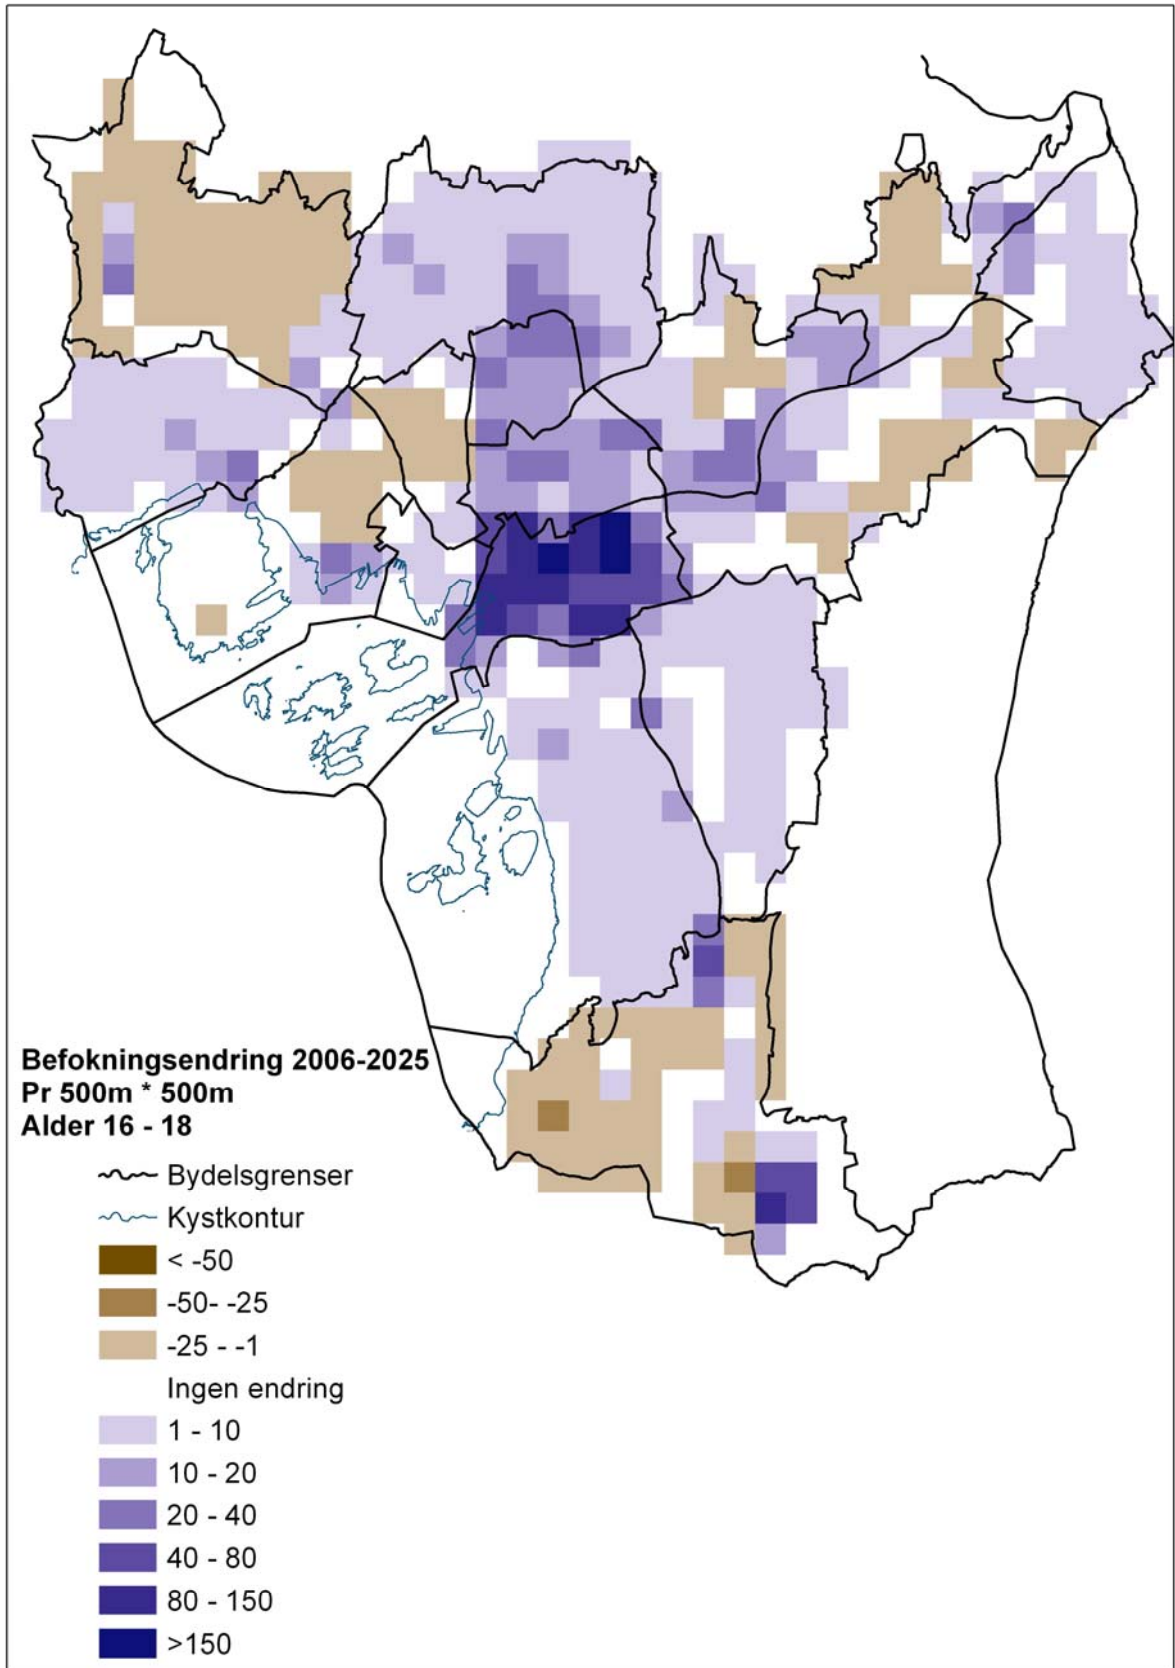 Befokningsendring 2006-2025
Pr 500m * 500m
Alder 16 - 18
Bydelsgrenser
Kystkontur
< -50
-50- -25
-25 - -1
Ingen endring
1 - 10
10 - 20
20 - 40
40 - 80
80 - 150
>150